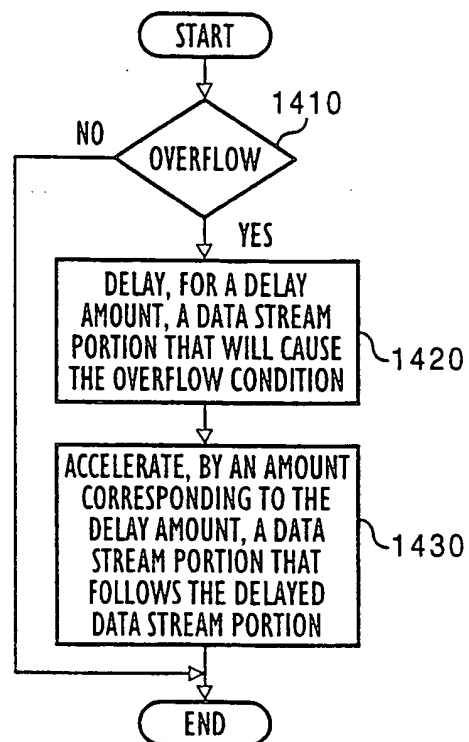 START
1410
NO
OVERFLOW
YES
DELAY, FOR A DELAY
AMOUNT, A DATA STREAM
PORTION THAT WILL CAUSE
THE OVERFLOW CONDITION
1420
ACCELERATE, BY AN AMOUNT
CORRESPONDING TO THE
DELAY AMOUNT, A DATA
STREAM PORTION THAT
FOLLOWS THE DELAYED
DATA STREAM PORTION
1430
END